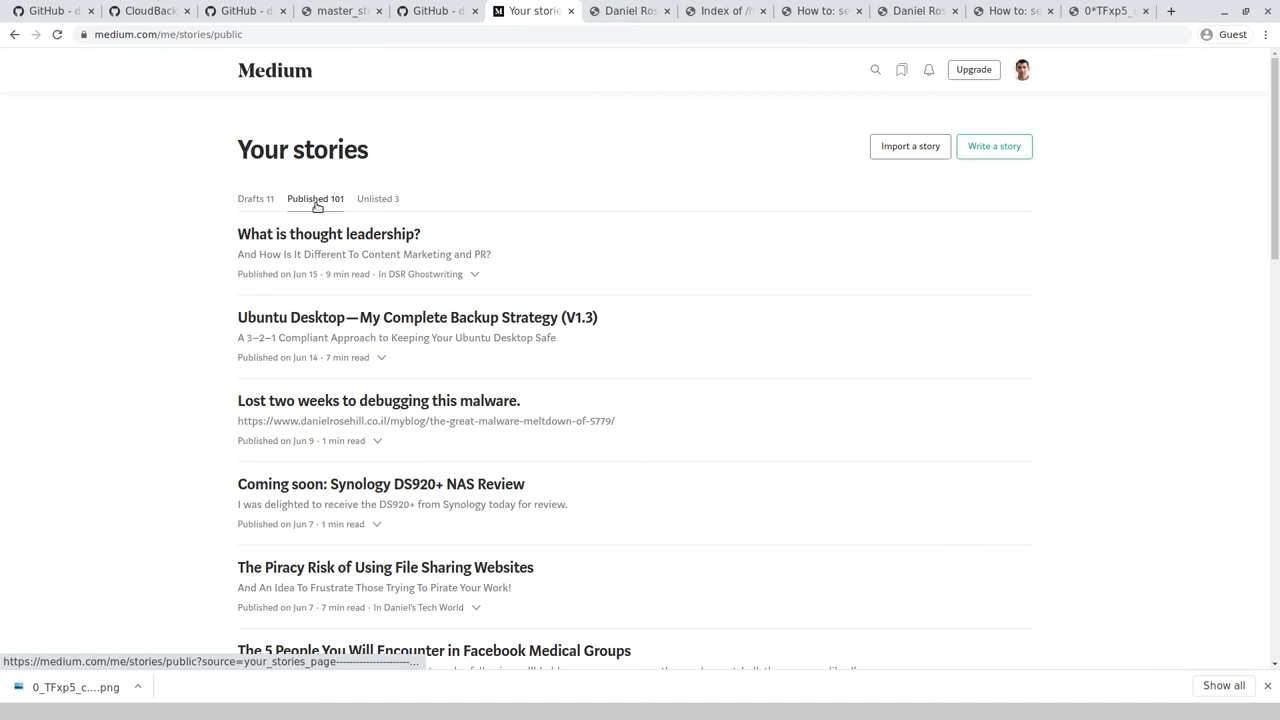 GitHub - d
CloudBack
GitHub - d
master_st
GitHub - d
Your storie
Daniel Ros
Index of /h
How to: se
Daniel Ros
How to: se
0*TFxp5_
medium.com/me/stories/public
Guest
Medium
Upgrade
Your stories
Import a story
Write a story
Drafts 11
Published 101
Unlisted 3
What is thought leadership?
And How Is It Different To Content Marketing and PR?
Published on Jun 15 · 9 min read · In DSR Ghostwriting
Ubuntu Desktop — My Complete Backup Strategy (V1.3)
A 3–2–1 Compliant Approach to Keeping Your Ubuntu Desktop Safe
Published on Jun 14 · 7 min read
Lost two weeks to debugging this malware.
https://www.danielrosehill.co.il/myblog/the-great-malware-meltdown-of-5779/
Published on Jun 9 · 1 min read
Coming soon: Synology DS920+ NAS Review
I was delighted to receive the DS920+ from Synology today for review.
Published on Jun 7 · 1 min read
The Piracy Risk of Using File Sharing Websites
And An Idea To Frustrate Those Trying To Pirate Your Work!
Published on Jun 7 · 7 min read · In Daniel's Tech World
The 5 People You Will Encounter in Facebook Medical Groups
https://medium.com/me/stories/public?source=your_stories_page----------------------...
0_TFxp5_c....png
Show all